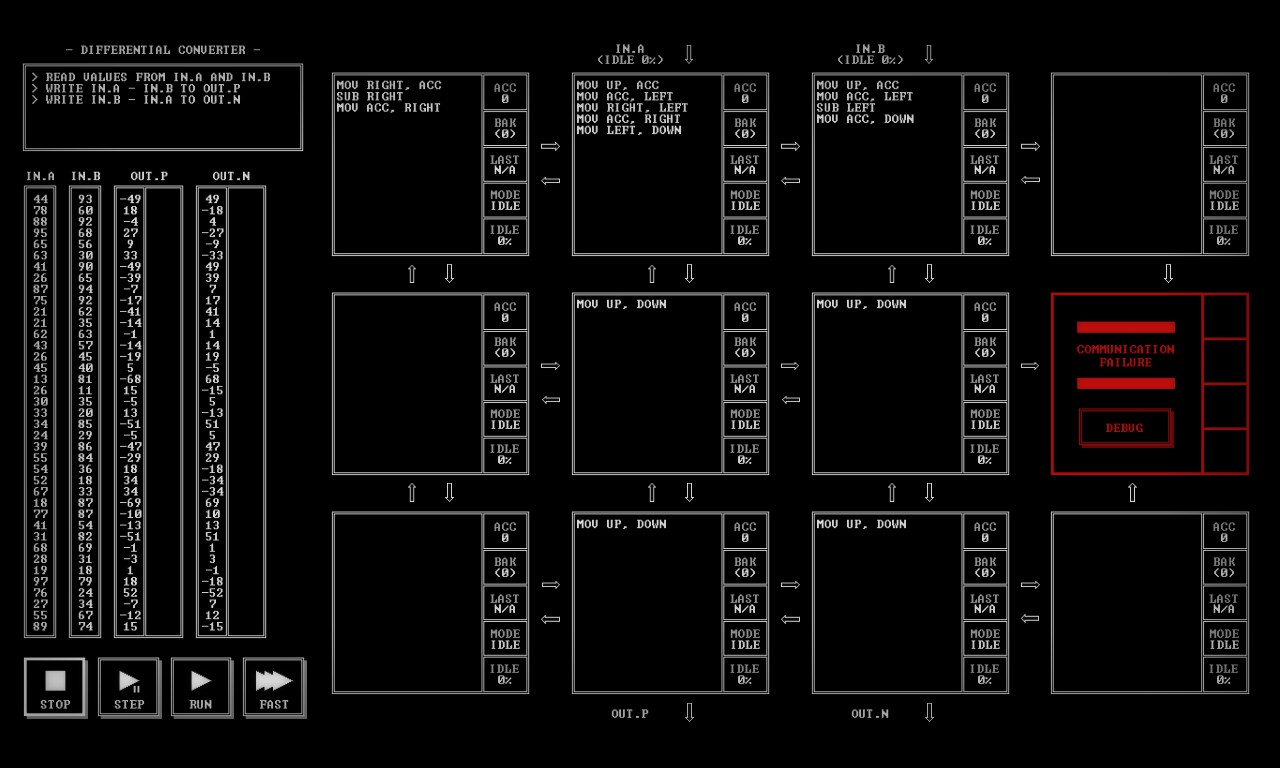 - DIFFERENTIAL CONVERTER -
> READ VALUES FROM IN.A AND IN.B
> WRITE IN.A - IN.B TO OUT.P
> WRITE IN.B - IN.A TO OUT.N
IN.A IN.B OUT.P OUT.N
44 93 -49 49
78 60 18 -18
88 92 -4 4
95 68 27 -27
65 56 9 -9
63 30 33 -33
41 90 -49 49
26 65 -39 39
87 94 -7 7
75 92 -17 17
21 62 -41 41
21 35 -14 14
62 63 -1 1
43 57 -14 14
26 45 -19 19
45 40 5 -5
13 81 -68 68
26 11 15 -15
30 35 -5 5
33 20 13 -13
34 85 -51 51
24 29 -5 5
39 86 -47 47
55 84 -29 29
54 36 18 -18
52 18 34 -34
67 33 34 -34
18 87 -69 69
77 87 -10 10
41 54 -13 13
31 82 -51 51
68 69 -1 1
28 31 -3 3
19 18 1 -1
97 79 18 -18
76 24 52 -52
27 34 -7 7
55 67 -12 12
89 74 15 -15
STOP
STEP
RUN
FAST
IN.A
(IDLE 0%)
IN.B
(IDLE 0%)
MOV RIGHT, ACC
SUB RIGHT
MOV ACC, RIGHT
ACC
0
BAK
(0)
LAST
N/A
MODE
IDLE
IDLE
0%
MOV UP, ACC
MOV ACC, LEFT
MOV RIGHT, LEFT
MOV ACC, RIGHT
MOV LEFT, DOWN
ACC
0
BAK
(0)
LAST
N/A
MODE
IDLE
IDLE
0%
MOV UP, ACC
MOV ACC, LEFT
SUB LEFT
MOV ACC, DOWN
ACC
0
BAK
(0)
LAST
N/A
MODE
IDLE
IDLE
0%
ACC
0
BAK
(0)
LAST
N/A
MODE
IDLE
IDLE
0%
ACC
0
BAK
(0)
LAST
N/A
MODE
IDLE
IDLE
0%
MOV UP, DOWN
ACC
0
BAK
(0)
LAST
N/A
MODE
IDLE
IDLE
0%
MOV UP, DOWN
ACC
0
BAK
(0)
LAST
N/A
MODE
IDLE
IDLE
0%
COMMUNICATION
FAILURE
DEBUG
ACC
0
BAK
(0)
LAST
N/A
MODE
IDLE
IDLE
0%
MOV UP, DOWN
ACC
0
BAK
(0)
LAST
N/A
MODE
IDLE
IDLE
0%
MOV UP, DOWN
ACC
0
BAK
(0)
LAST
N/A
MODE
IDLE
IDLE
0%
ACC
0
BAK
(0)
LAST
N/A
MODE
IDLE
IDLE
0%
OUT.P
OUT.N